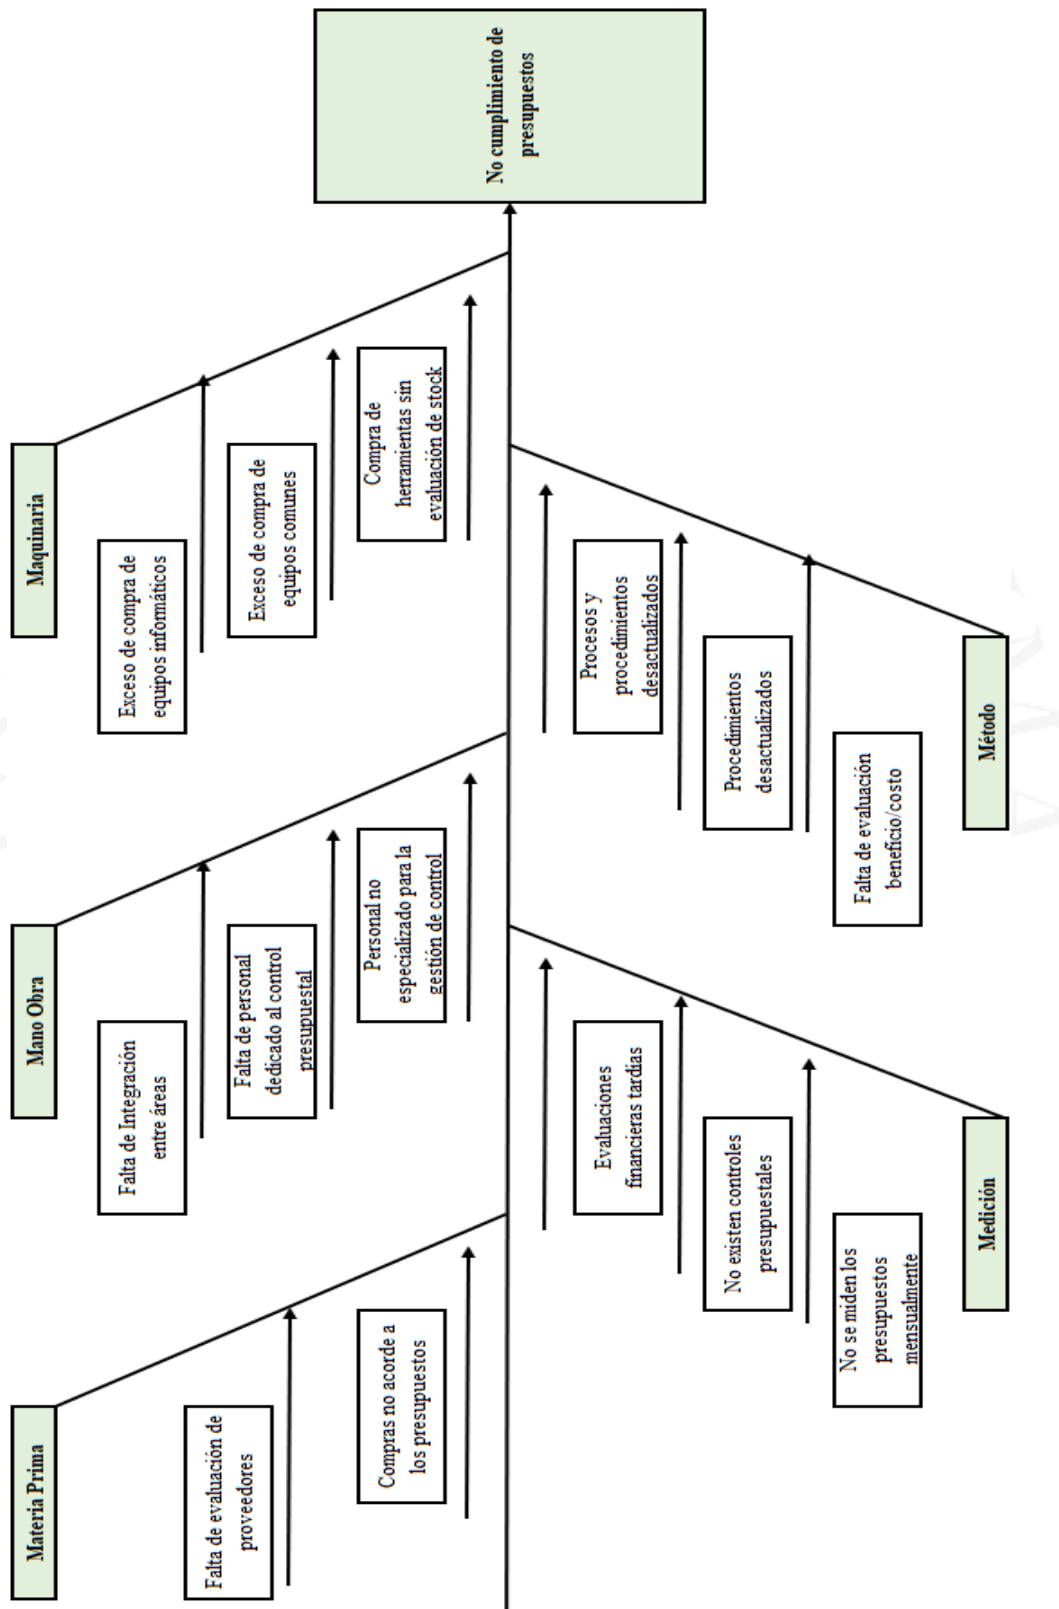 Materia Prima
Mano Obra
Maquinaria
Falta de evaluación de
proveedores
Compras no acorde a
los presupuestos
Falta de Integración
entre áreas
Falta de personal
dedicado al control
presupuestal
Personal no
especializado para la
gestión de control
Exceso de compra de
equipos informáticos
Exceso de compra de
equipos comunes
Compra de
herramientas sin
evaluación de stock
No cumplimiento de
presupuestos
Evaluaciones
financieras tardías
No existen controles
presupuestales
No se miden los
presupuestos
mensualmente
Procesos y
procedimientos
desactualizados
Procedimientos
desactualizados
Falta de evaluación
beneficio/costo
Medición
Método